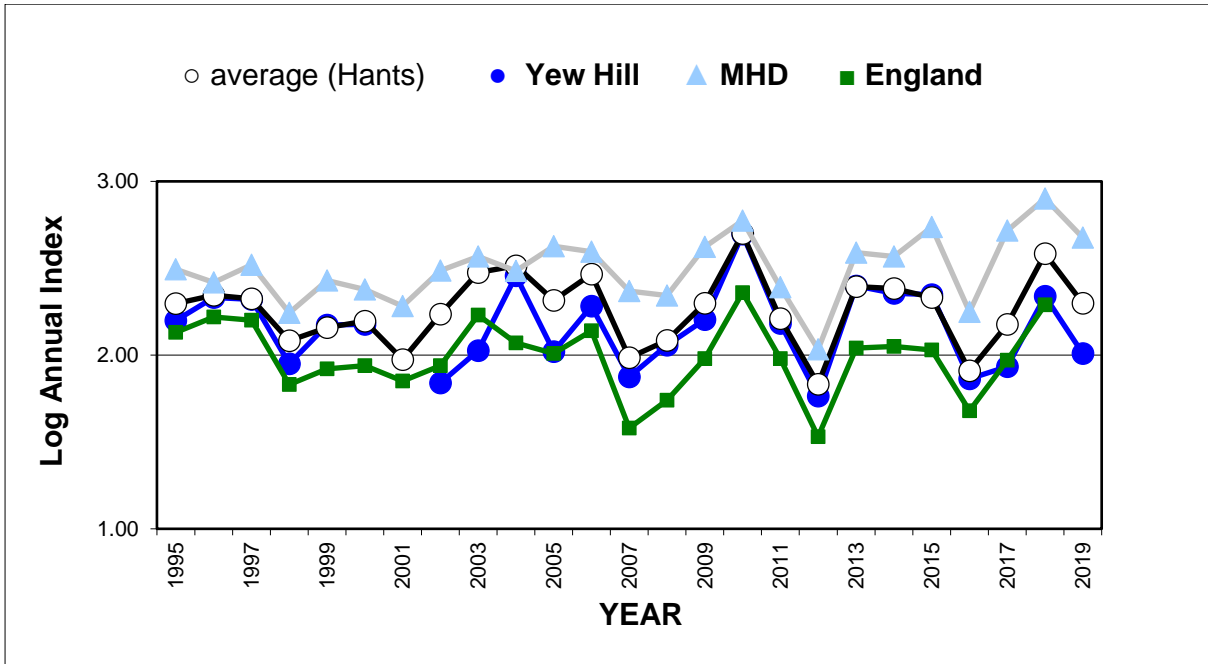 average (Hants) Yew Hill MHD England
3.00
2.00
1.00
Log Annual Index
1995 1997 1999 2001 2003 2005 2007 2009 2011 2013 2015 2017 2019
YEAR